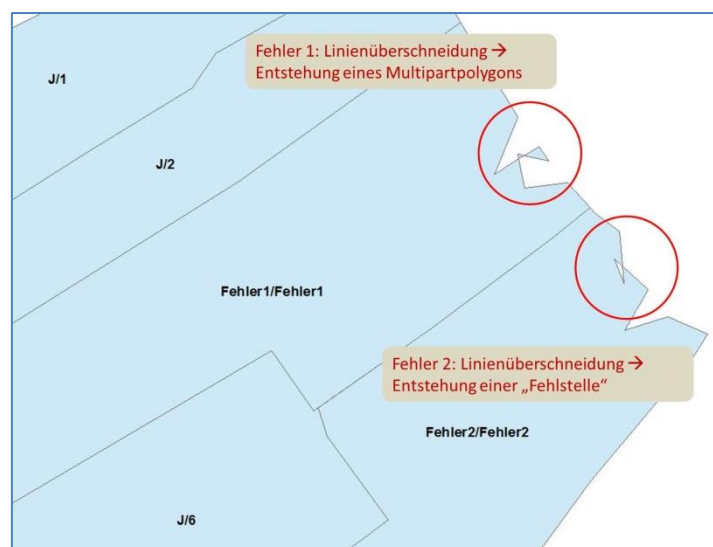 Fehler 1: Linienüberschneidung →
Entstehung eines Multipartpolygons
J/1
J/2
Fehler1/Fehler1
Fehler 2: Linienüberschneidung →
Entstehung einer „Fehlstelle“
Fehler2/Fehler2
J/6